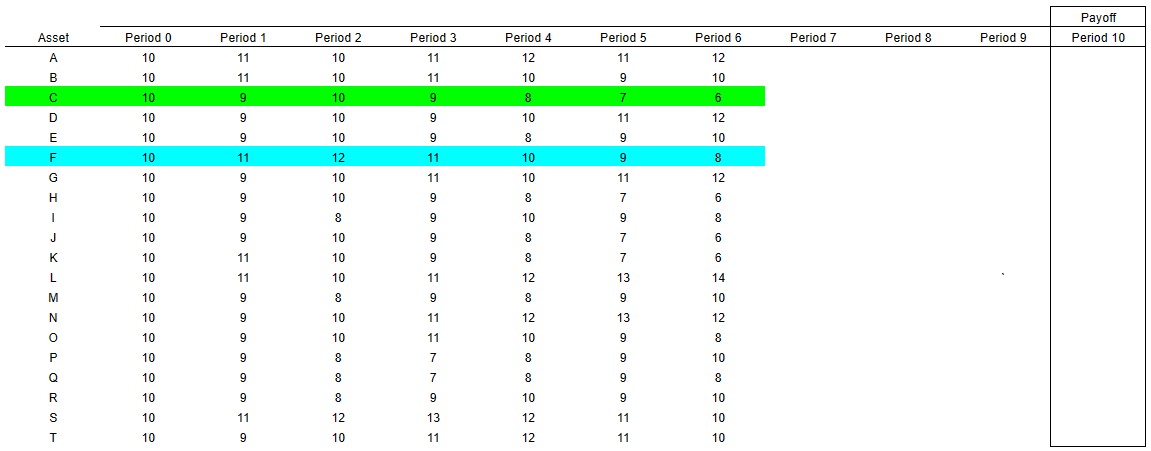 Payoff
Asset Period 0 Period 1 Period 2 Period 3 Period 4 Period 5 Period 6 Period 7 Period 8 Period 9 Period 10
A 10 11 10 11 12 11 12
B 10 11 10 11 10 9 10
C 10 9 10 9 8 7 6
D 10 9 10 9 10 11 12
E 10 9 10 9 8 9 10
F 10 11 12 11 10 9 8
G 10 9 10 11 10 11 12
H 10 9 10 9 8 7 6
I 10 9 8 9 10 9 8
J 10 9 10 9 8 7 6
K 10 11 10 9 8 7 6
L 10 11 10 11 12 13 14 `
M 10 9 8 9 8 9 10
N 10 9 10 11 12 13 12
O 10 9 10 11 10 9 8
P 10 9 8 7 8 9 10
Q 10 9 8 7 8 9 8
R 10 9 8 9 10 9 10
S 10 11 12 13 12 11 10
T 10 9 10 11 12 11 10